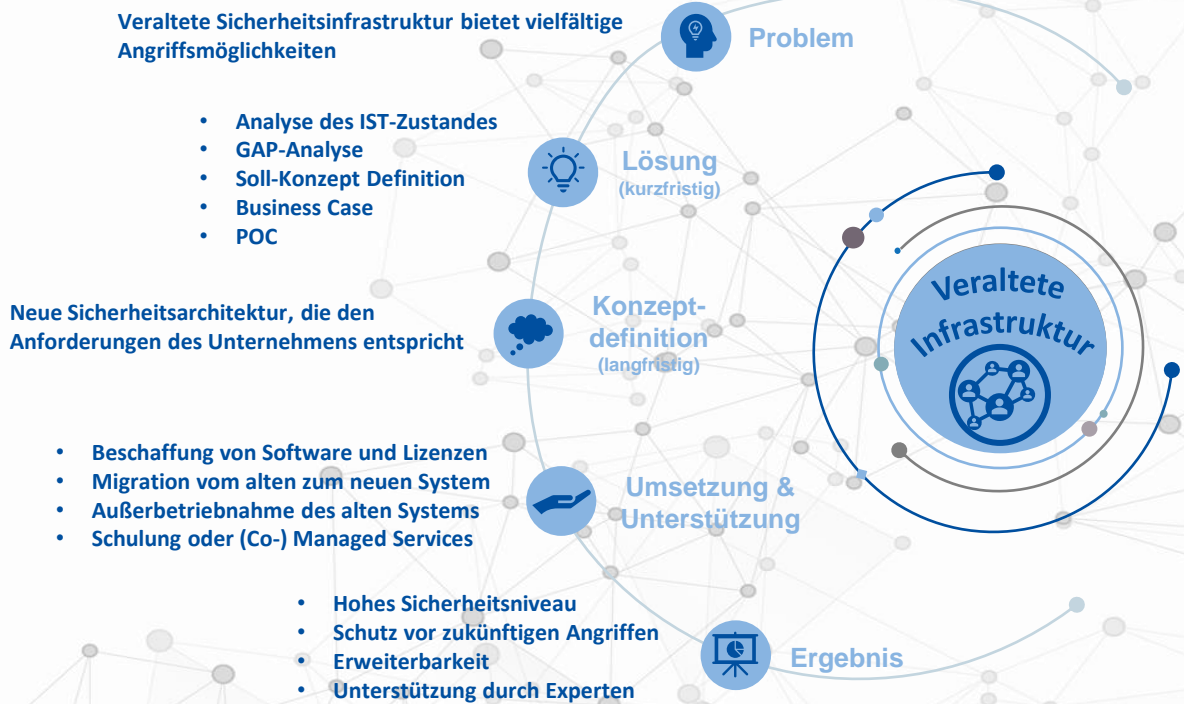 Veraltete Sicherheitsinfrastruktur bietet vielfältige
Angriffsmöglichkeiten
Problem
• Analyse des IST-Zustandes
• GAP-Analyse
• Soll-Konzept Definition
• Business Case
• POC
Lösung
(kurzfristig)
Neue Sicherheitsarchitektur, die den
Anforderungen des Unternehmens entspricht
Konzept-
definition
(langfristig)
• Beschaffung von Software und Lizenzen
• Migration vom alten zum neuen System
• Außerbetriebnahme des alten Systems
• Schulung oder (Co-) Managed Services
Umsetzung &
Unterstützung
• Hohes Sicherheitsniveau
• Schutz vor zukünftigen Angriffen
• Erweiterbarkeit
• Unterstützung durch Experten
Ergebnis
Veraltete
Infrastruktur